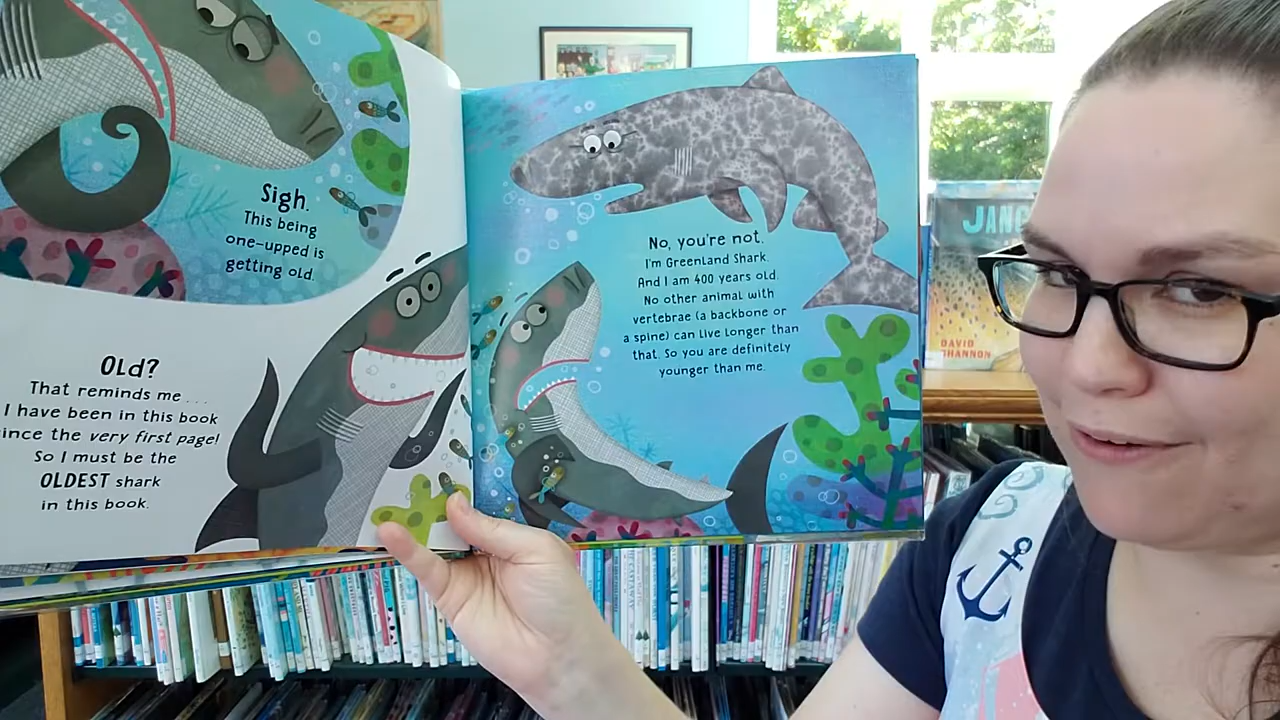 Sigh.
This being
one-upped is
getting old.
OLd?
That reminds me . . .
I have been in this book
since the very first page!
So I must be the
OLDEST shark
in this book.
No, you're not.
I'm Greenland Shark.
And I am 400 years old.
No other animal with
vertebrae (a backbone or
a spine) can live longer than
that. So you are definitely
younger than me.
DAVID